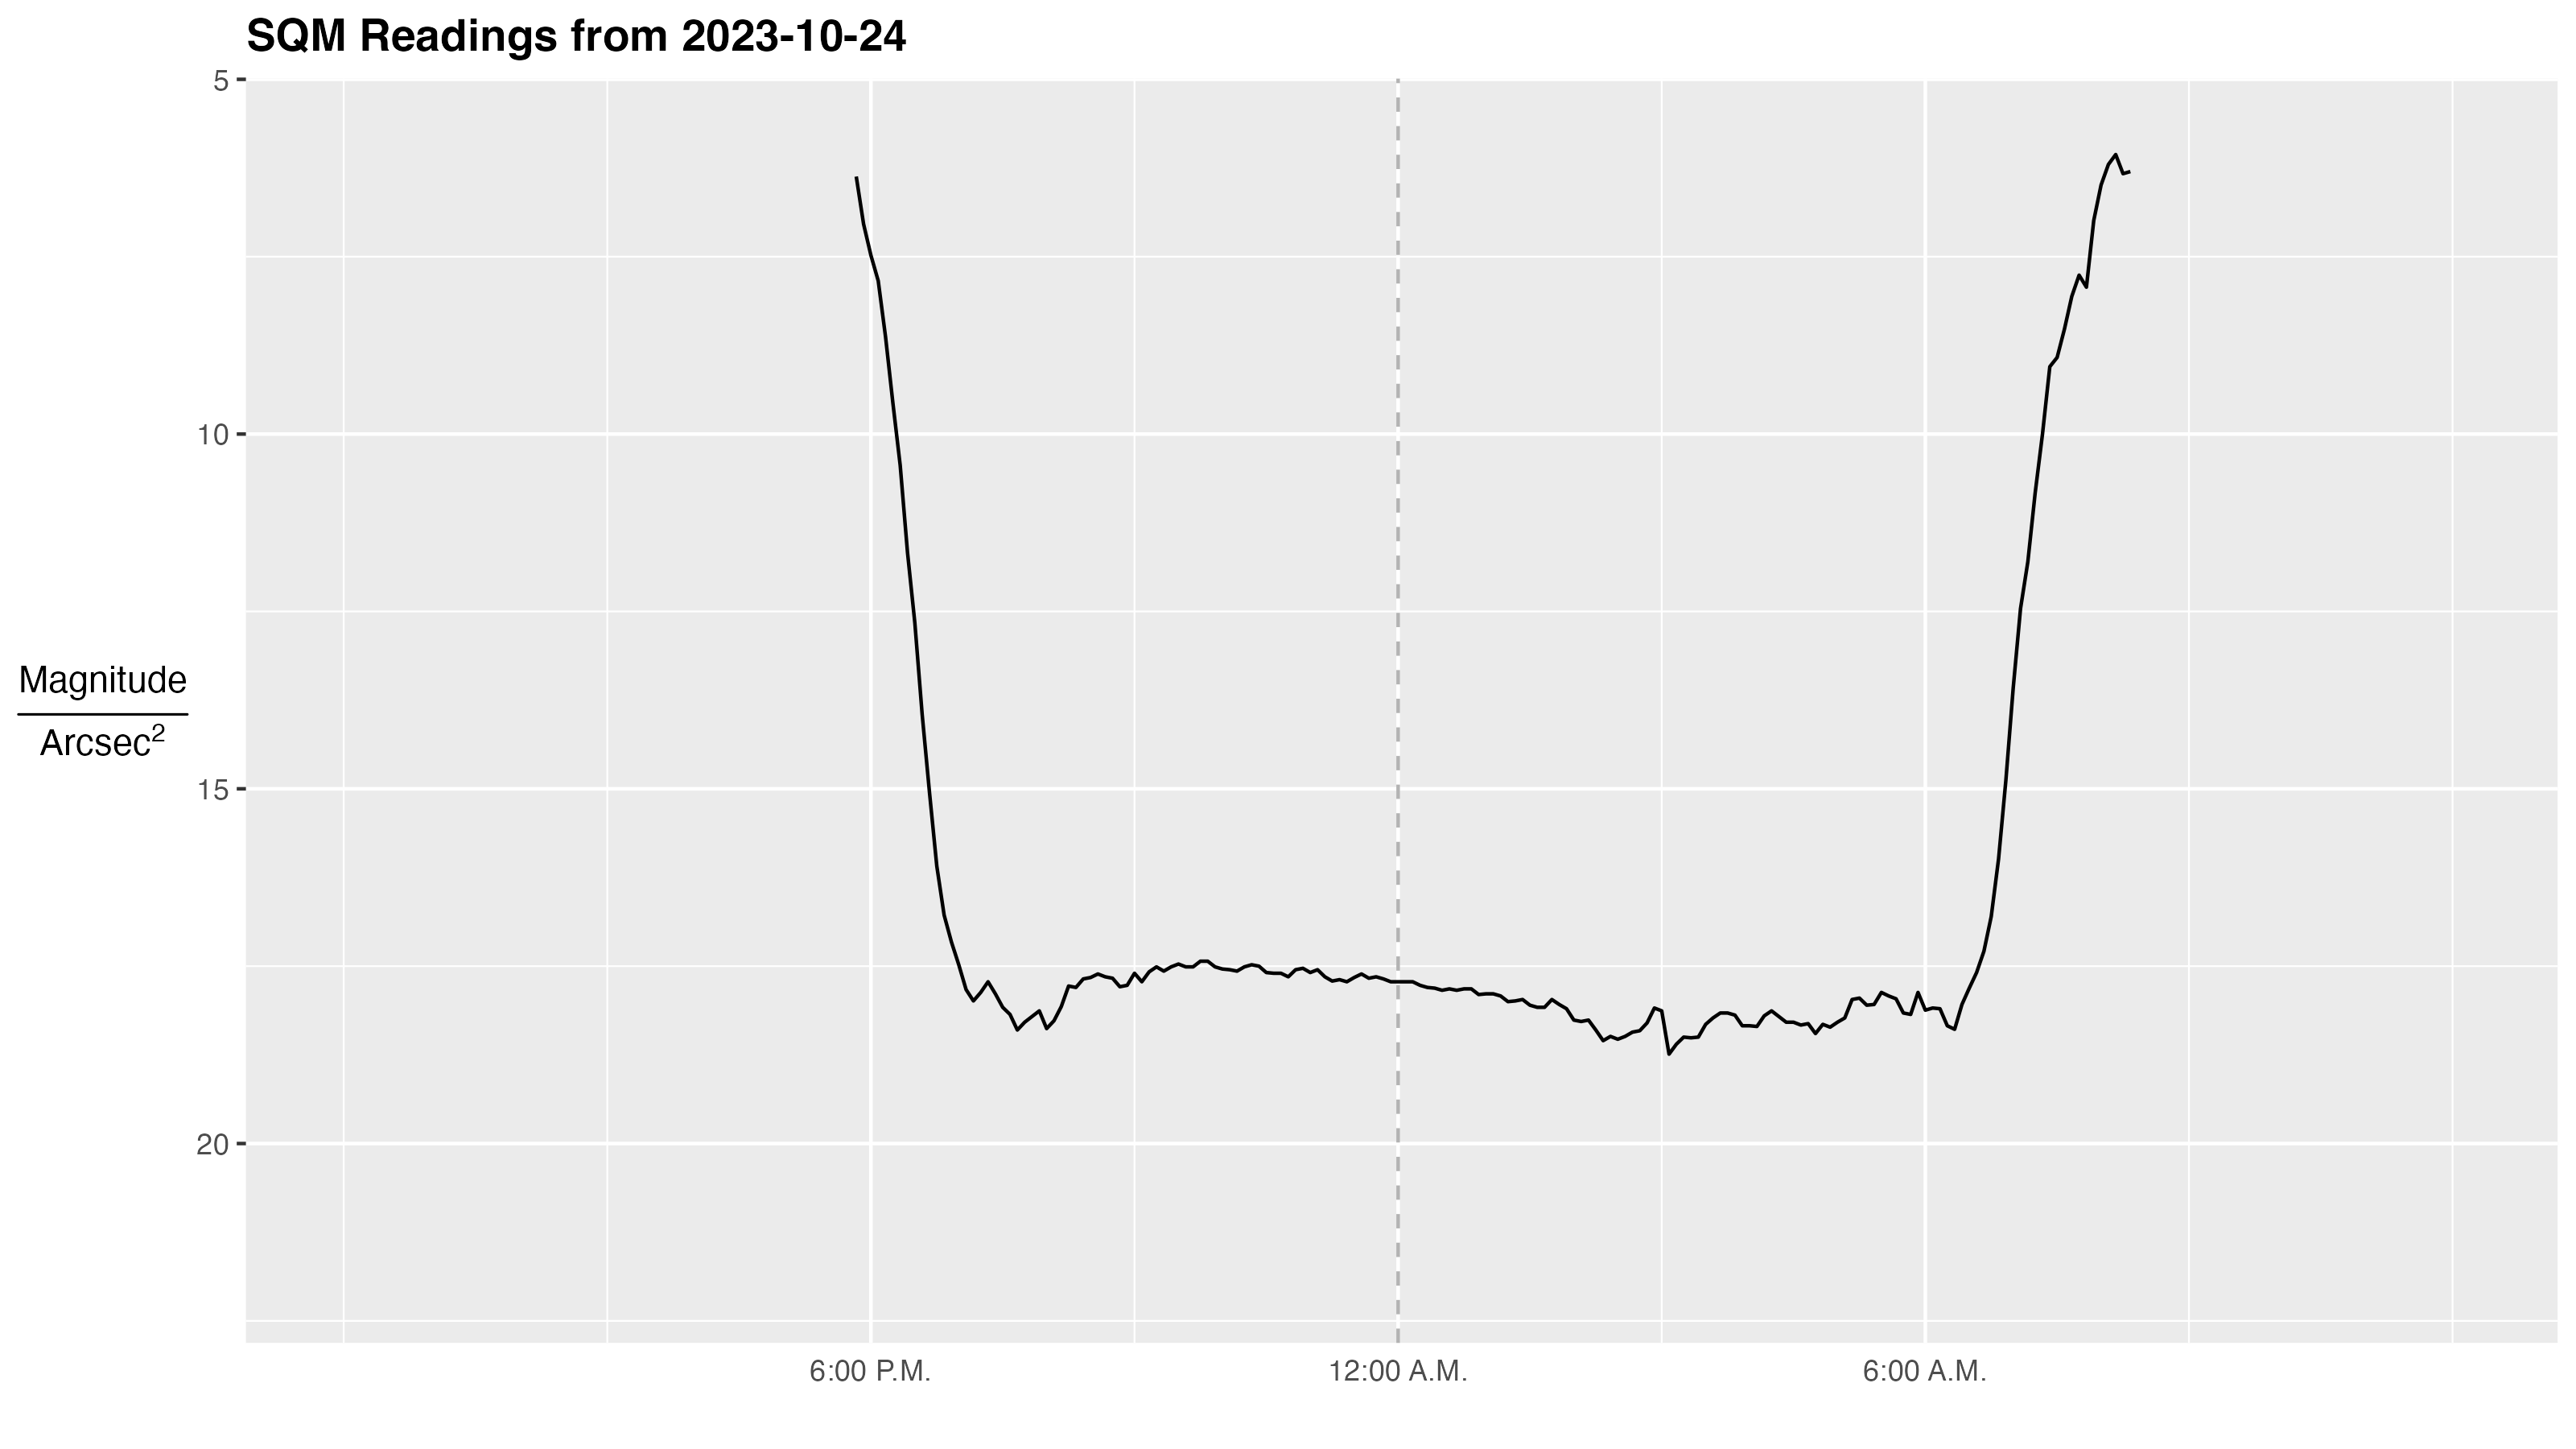 SQM Readings from 2023-10-24
5
10
15
20
Magnitude
Arcsec²
6:00 P.M.
12:00 A.M.
6:00 A.M.